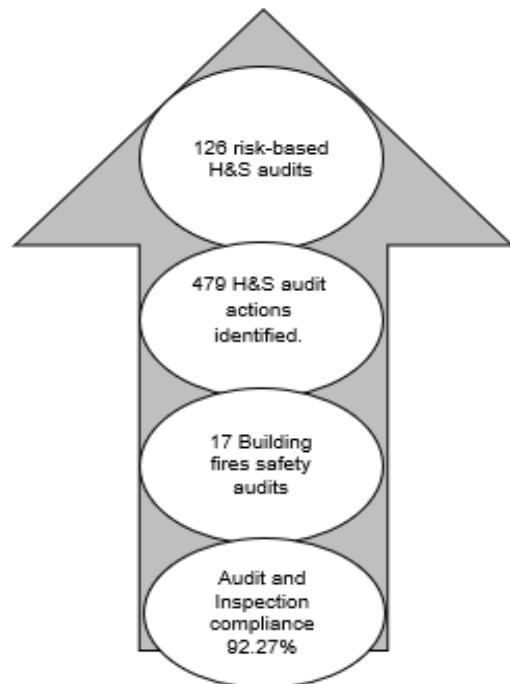 126 risk-based
H&S audits
479 H&S audit
actions
identified.
17 Building
fires safety
audits
Audit and
Inspection
compliance
92.27%